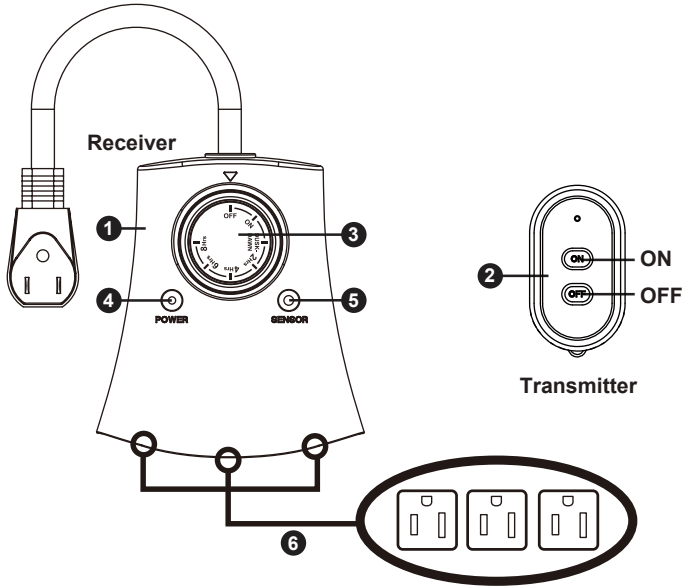 Receiver
1
OFF
ON
DUSK-
DAWN
2Hrs
4Hrs
6Hrs
8Hrs
3
4
5
POWER
SENSOR
2
ON
ON
OFF
OFF
Transmitter
6